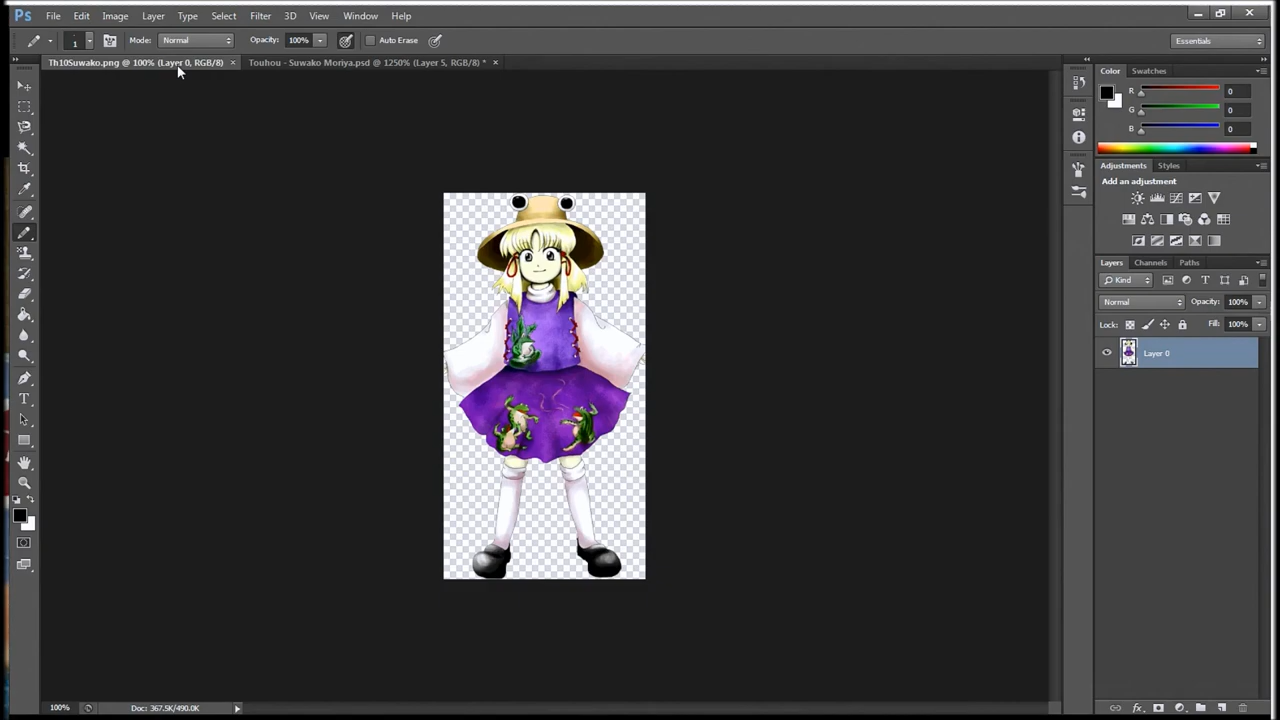 Ps File Edit Image Layer Type Select Filter 3D View Window Help
1 Mode: Normal Opacity: 100% Auto Erase Essentials
Th10Suwako.png @ 100% (Layer 0, RGB/8) × Touhou - Suwako Moriya.psd @ 1250% (Layer 5, RGB/8) * ×
Color Swatches
R 0
G 0
B 0
Adjustments Styles
Add an adjustment
Layers Channels Paths
Kind
Normal Opacity: 100%
Lock: Fill: 100%
Layer 0
100% Doc: 367.5K/490.0K